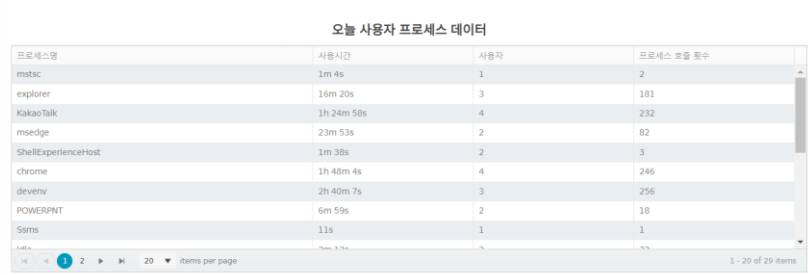 오늘 사용자 프로세스 데이터
프로세스명 사용시간 사용자 프로세스 호출 횟수
mstsc 1m 4s 1 2
explorer 16m 20s 3 181
KakaoTalk 1h 24m 58s 4 232
msedge 23m 53s 2 82
ShellExperienceHost 1m 38s 2 3
chrome 1h 48m 4s 4 246
devenv 2h 40m 7s 3 256
POWERPNT 6m 59s 2 18
Ssms 11s 1 1
1 2 20 items per page 1 - 20 of 29 items